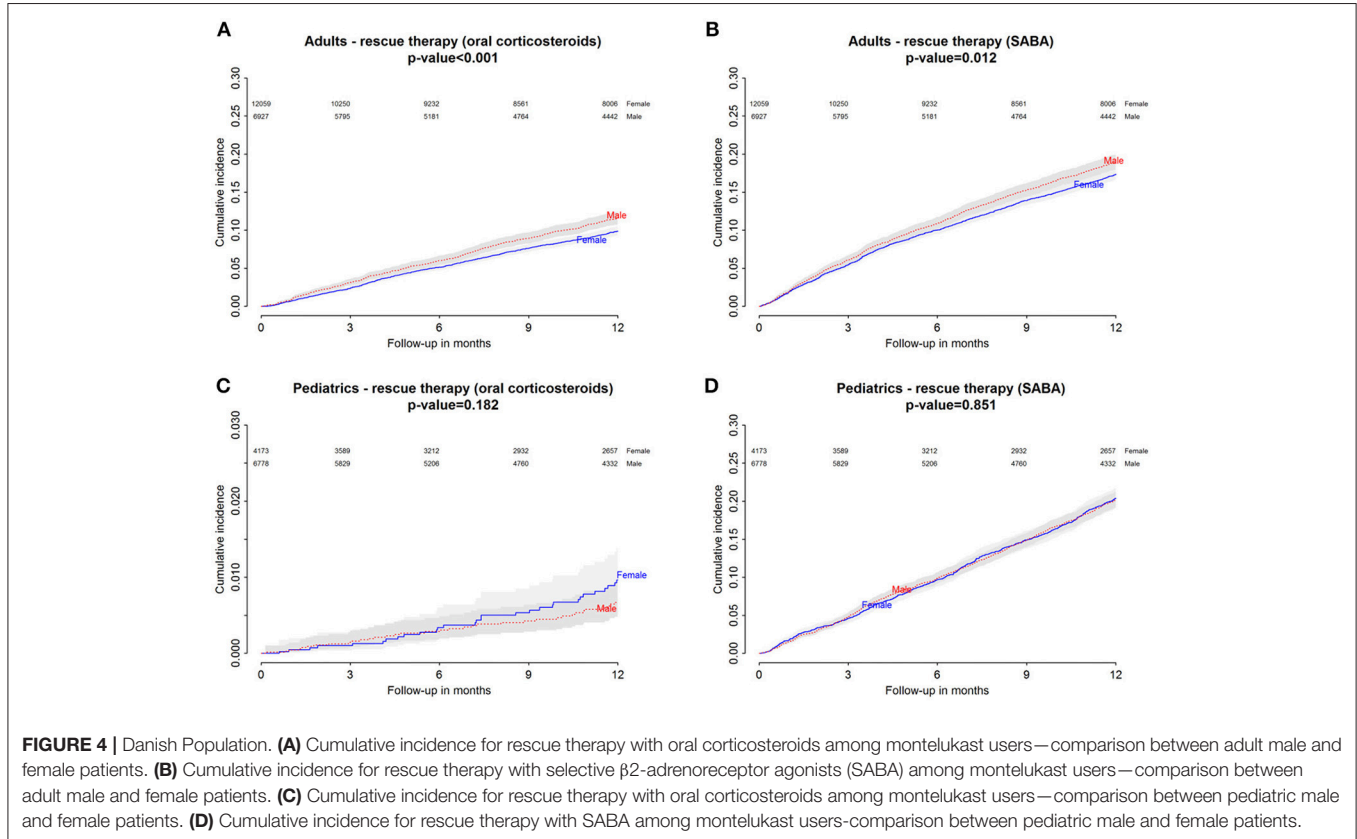 A
Adults - rescue therapy (oral corticosteroids)
p-value<0.001
Cumulative incidence
0.00 0.05 0.10 0.15 0.20 0.25 0.30
12059 10250 9232 8561 8006 Female
6927 5795 5181 4764 4442 Male
Male
Female
0 3 6 9 12
Follow-up in months
B
Adults - rescue therapy (SABA)
p-value=0.012
Cumulative incidence
0.00 0.05 0.10 0.15 0.20 0.25 0.30
12059 10250 9232 8561 8006 Female
6927 5795 5181 4764 4442 Male
Male
Female
0 3 6 9 12
Follow-up in months
C
Pediatrics - rescue therapy (oral corticosteroids)
p-value=0.182
Cumulative incidence
0.000 0.010 0.020 0.030
4173 3589 3212 2932 2657 Female
6778 5829 5206 4760 4332 Male
Female
Male
0 3 6 9 12
Follow-up in months
D
Pediatrics - rescue therapy (SABA)
p-value=0.851
Cumulative incidence
0.00 0.05 0.10 0.15 0.20 0.25 0.30
4173 3589 3212 2932 2657 Female
6778 5829 5206 4760 4332 Male
Male
Female
0 3 6 9 12
Follow-up in months
FIGURE 4 | Danish Population. (A) Cumulative incidence for rescue therapy with oral corticosteroids among montelukast users—comparison between adult male and
female patients. (B) Cumulative incidence for rescue therapy with selective β2-adrenoreceptor agonists (SABA) among montelukast users—comparison between
adult male and female patients. (C) Cumulative incidence for rescue therapy with oral corticosteroids among montelukast users—comparison between pediatric male
and female patients. (D) Cumulative incidence for rescue therapy with SABA among montelukast users-comparison between pediatric male and female patients.